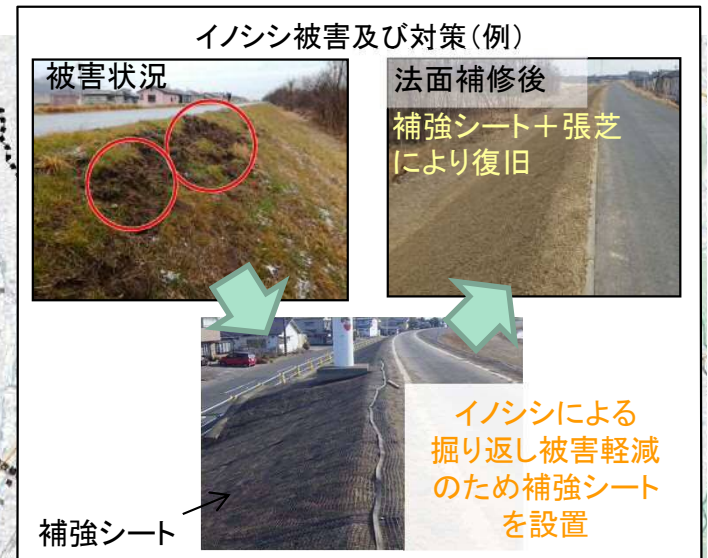 イノシシ被害及び対策(例)
被害状況
法面補修後
補強シート+張芝
により復旧
イノシシによる
掘り返し被害軽減
のため補強シート
を設置
補強シート